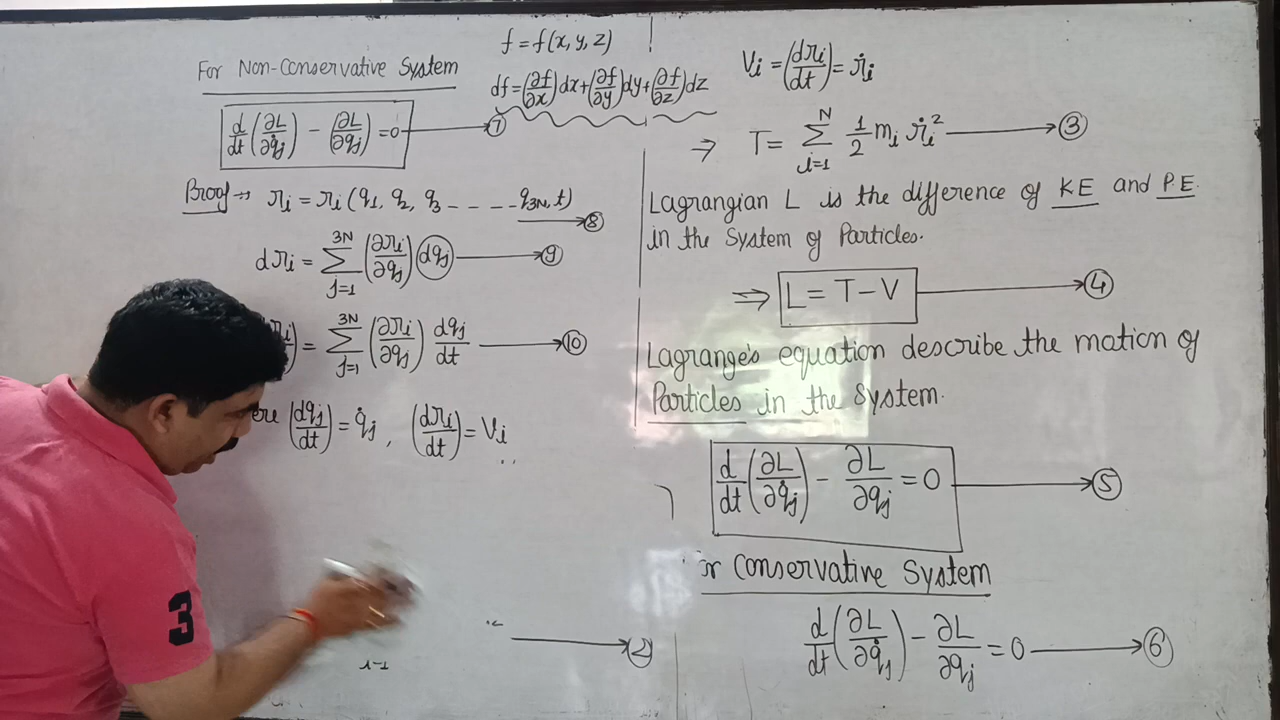 For Non-Conservative System
d/dt (∂L/∂q̇j) − (∂L/∂qj) = 0 → ⑦
f = f(x, y, z)
df = (∂f/∂x)dx + (∂f/∂y)dy + (∂f/∂z)dz
Proof → ri = ri (q1, q2, q3 - - - - q3N, t)
→ ⑧
dri = 3N Σ j=1 (∂ri/∂qj) dqj → ⑨
= 3N Σ j=1 (∂ri/∂qj) dqj/dt → ⑩
(dqj/dt) = q̇j , (dri/dt) = Vi
→ ②
3
Vi = (dri/dt) = ṙi
⇒ T = N Σ i=1 1/2 mi ṙi² → ③
Lagrangian L is the difference of KE and P.E.
in the System of Particles.
⇒ L = T − V → ④
Lagrange's equation describe the motion of
Particles in the System.
d/dt (∂L/∂q̇j) − ∂L/∂qj = 0 → ⑤
Conservative System
d/dt (∂L/∂q̇j) − ∂L/∂qj = 0 → ⑥